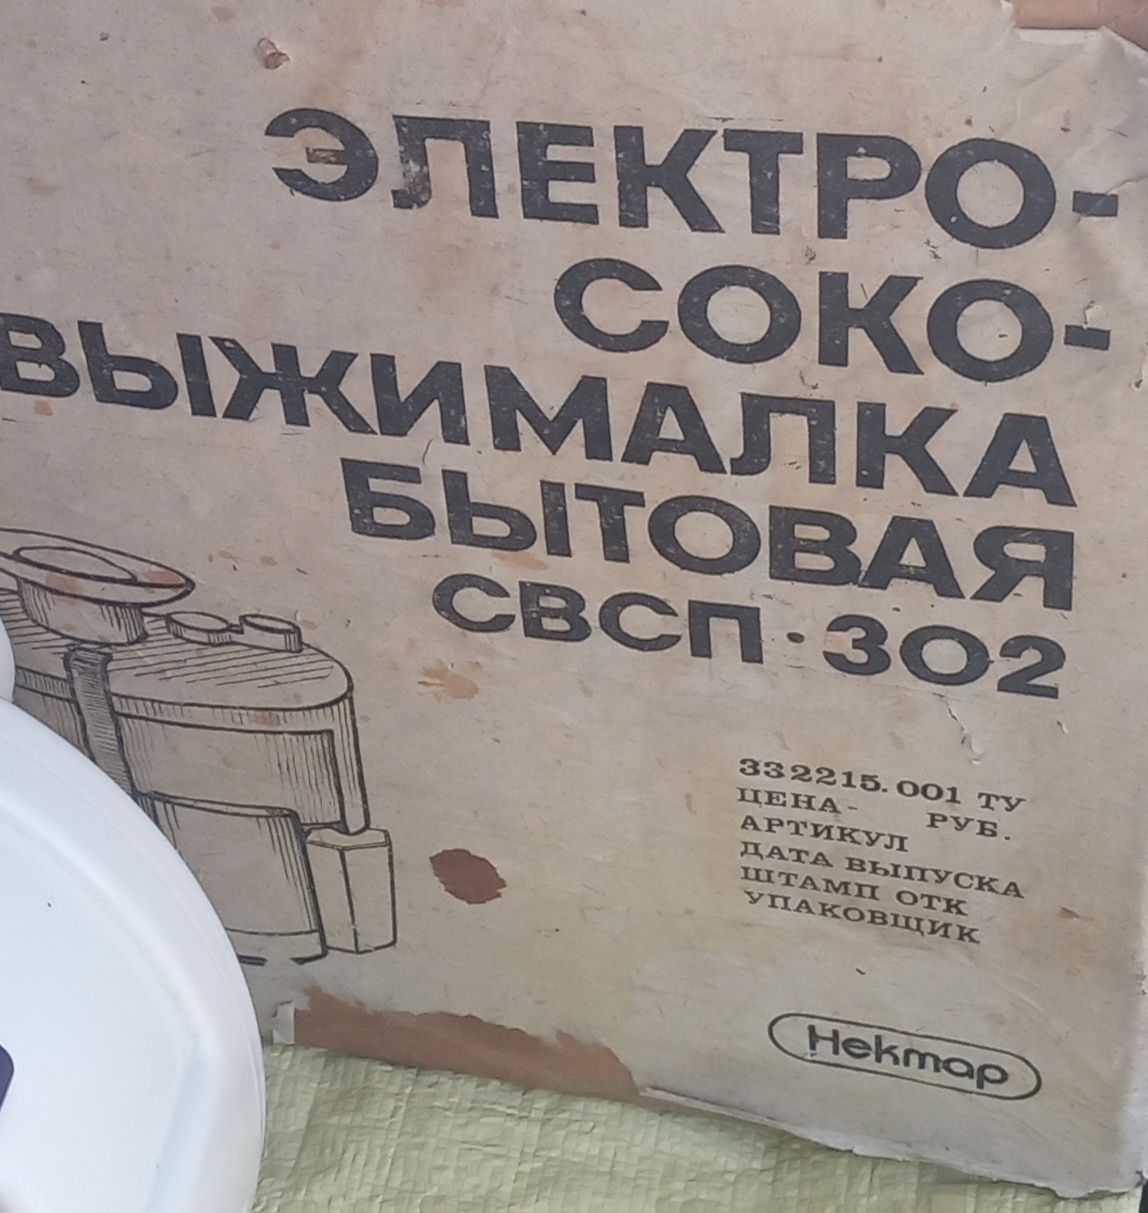 ЭЛЕКТРО-
СОКО-
ВЫЖИМАЛКА
БЫТОВАЯ
СВСП·302
332215.001 ТУ
ЦЕНА- РУБ.
АРТИКУЛ
ДАТА ВЫПУСКА
ШТАМП ОТК
УПАКОВЩИК
Нектар